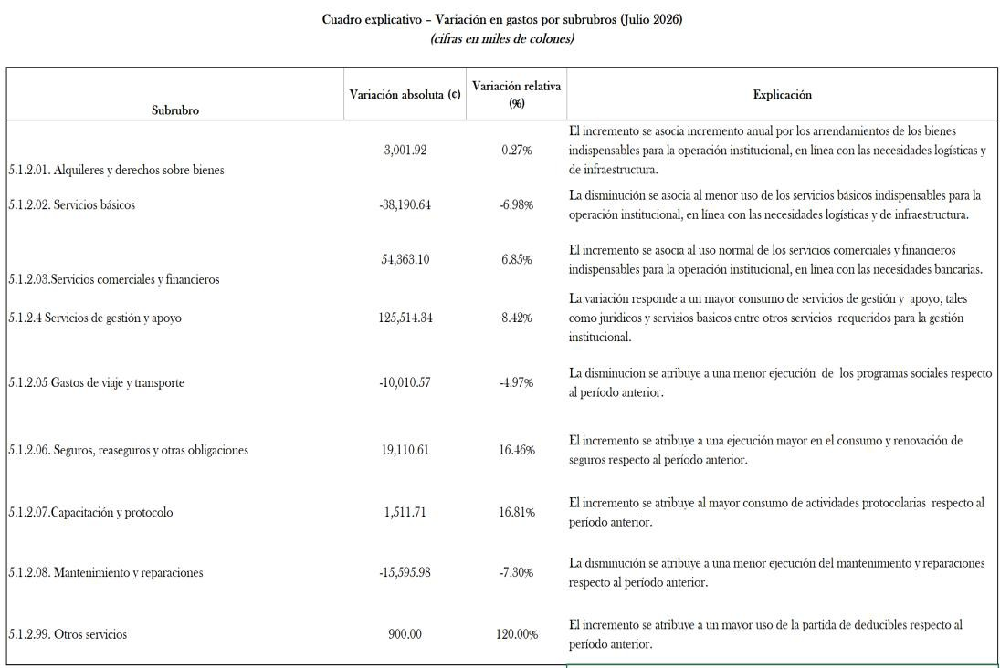 Cuadro explicativo – Variación en gastos por subrubros (Julio 2026)
(cifras en miles de colones)
Subrubro
Variación absoluta (¢)
Variación relativa
(%)
Explicación
5.1.2.01. Alquileres y derechos sobre bienes
3,001.92
0.27%
El incremento se asocia incremento anual por los arrendamientos de los bienes
indispensables para la operación institucional, en línea con las necesidades logísticas y
de infraestructura.
5.1.2.02. Servicios básicos
-38,190.64
-6.98%
La disminución se asocia al menor uso de los servicios básicos indispensables para la
operación institucional, en línea con las necesidades logísticas y de infraestructura.
5.1.2.03.Servicios comerciales y financieros
54,363.10
6.85%
El incremento se asocia al uso normal de los servicios comerciales y financieros
indispensables para la operación institucional, en línea con las necesidades bancarias.
5.1.2.4 Servicios de gestión y apoyo
125,514.34
8.42%
La variación responde a un mayor consumo de servicios de gestión y  apoyo, tales
como juridicos y servisios basicos entre otros servicios  requeridos para la gestión
institucional.
5.1.2.05 Gastos de viaje y transporte
-10,010.57
-4.97%
La disminucion se atribuye a una menor ejecución  de  los programas sociales respecto
al período anterior.
5.1.2.06. Seguros, reaseguros y otras obligaciones
19,110.61
16.46%
El incremento se atribuye a una ejecución mayor en el consumo y renovación de
seguros respecto al período anterior.
5.1.2.07.Capacitación y protocolo
1,511.71
16.81%
El incremento se atribuye al mayor consumo de actividades protocolarias  respecto al
período anterior.
5.1.2.08. Mantenimiento y reparaciones
-15,595.98
-7.30%
La disminución se atribuye a una menor ejecución del mantenimiento y reparaciones
respecto al período anterior.
5.1.2.99. Otros servicios
900.00
120.00%
El incremento se atribuye a un mayor uso de la partida de deducibles respecto al
período anterior.